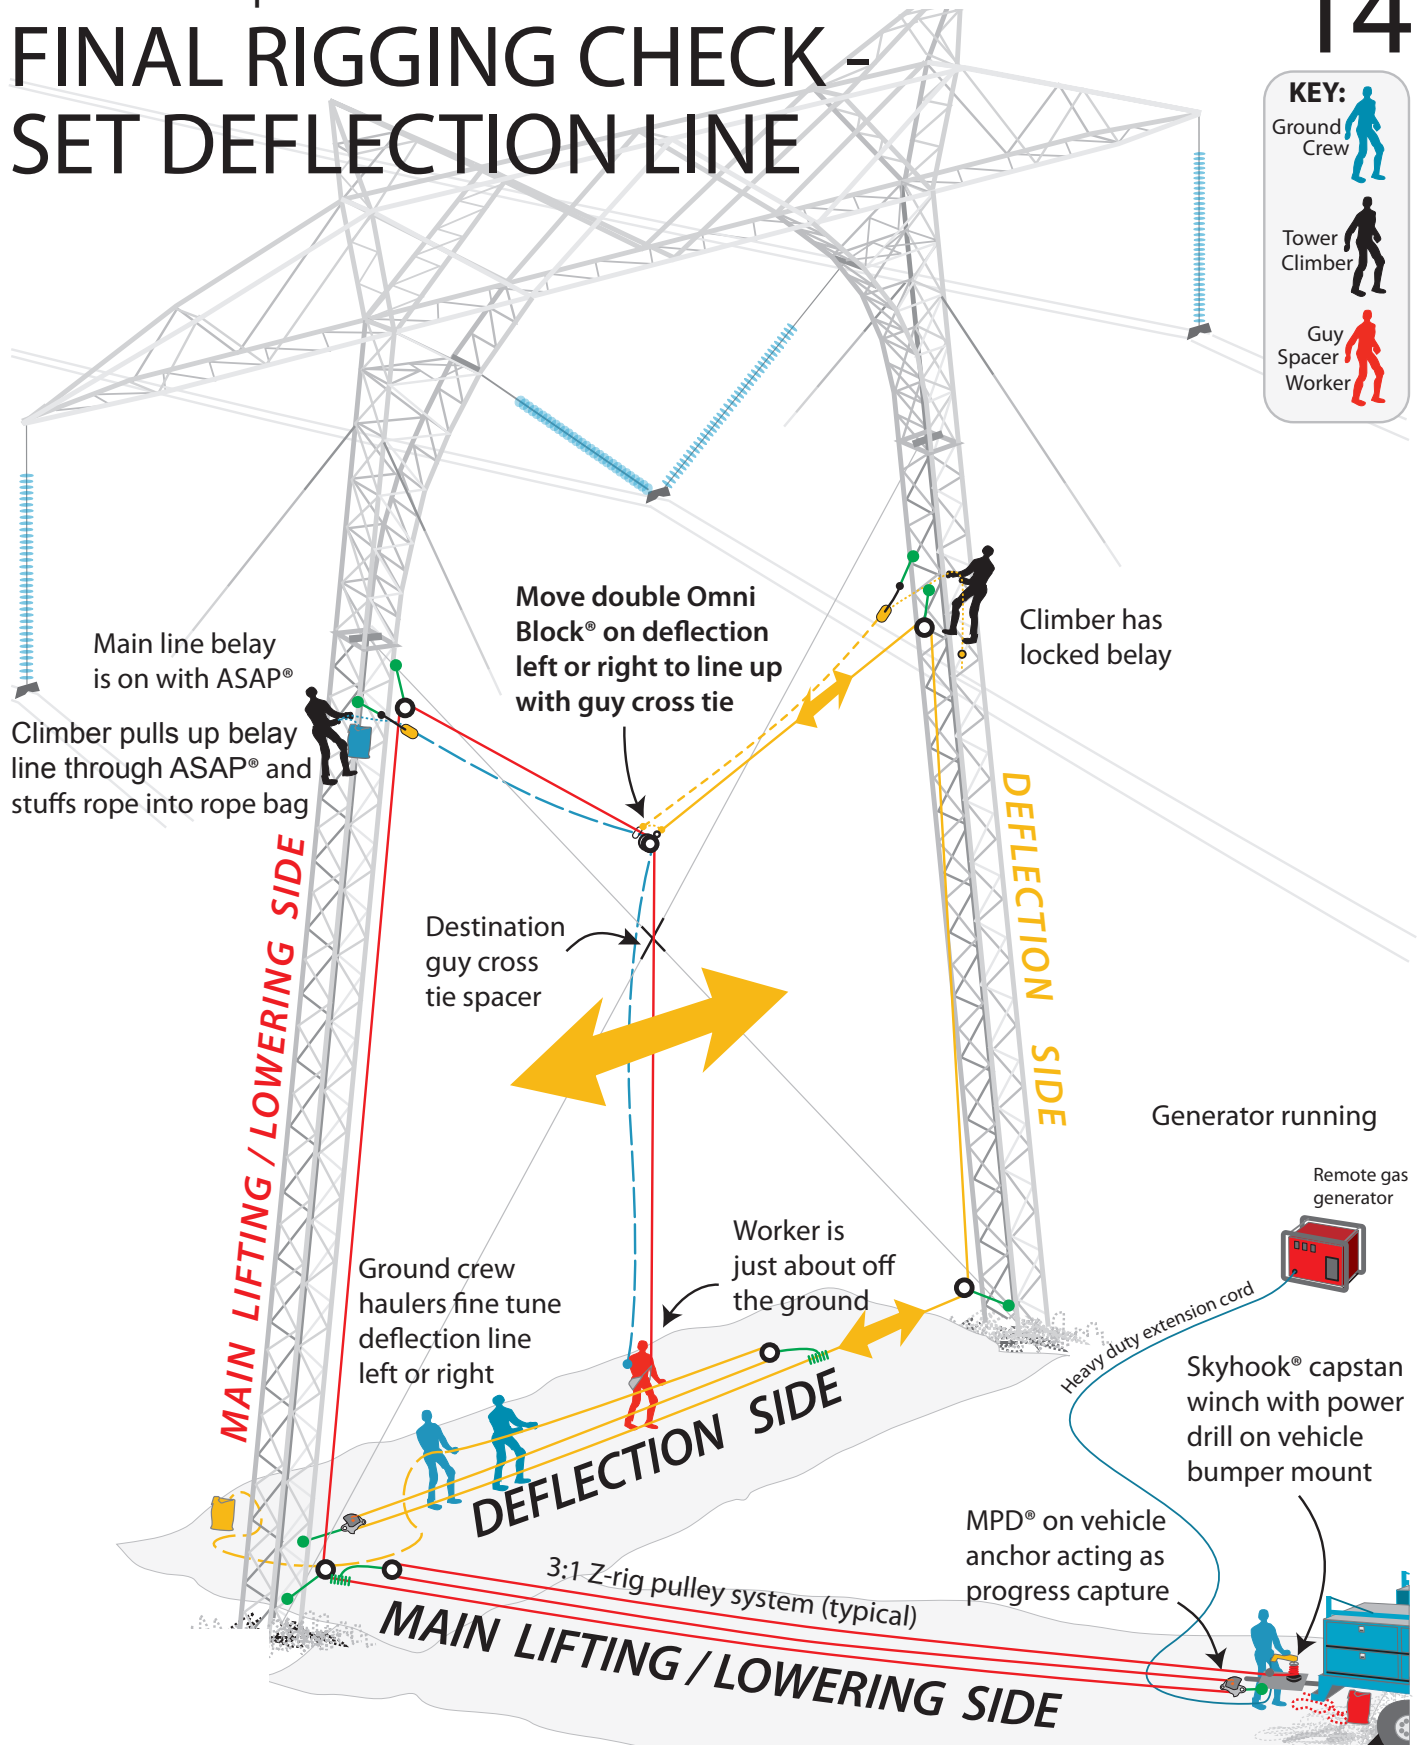 FINAL RIGGING CHECK -
SET DEFLECTION LINE
14
KEY:
Ground
Crew
Tower
Climber
Guy
Spacer
Worker
Move double Omni
Block® on deflection
left or right to line up
with guy cross tie
Climber has
locked belay
Main line belay
is on with ASAP®
Climber pulls up belay
line through ASAP® and
stuffs rope into rope bag
DEFLECTION SIDE
MAIN LIFTING / LOWERING SIDE
Destination
guy cross
tie spacer
Generator running
Remote gas
generator
Worker is
just about off
the ground
Ground crew
haulers fine tune
deflection line
left or right
Heavy duty extension cord
Skyhook® capstan
winch with power
drill on vehicle
bumper mount
DEFLECTION SIDE
MPD® on vehicle
anchor acting as
progress capture
3:1 Z-rig pulley system (typical)
MAIN LIFTING / LOWERING SIDE